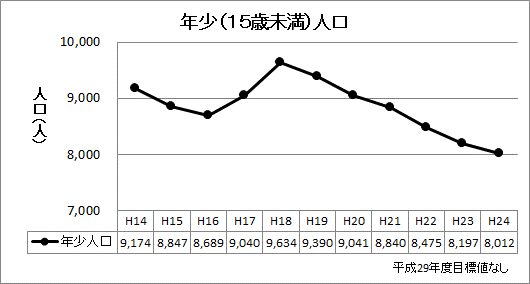 年少(15歳未満)人口
人口(人)
10,000
9,000
8,000
7,000
H14 H15 H16 H17 H18 H19 H20 H21 H22 H23 H24
年少人口 9,174 8,847 8,689 9,040 9,634 9,390 9,041 8,840 8,475 8,197 8,012
平成29年度目標値なし